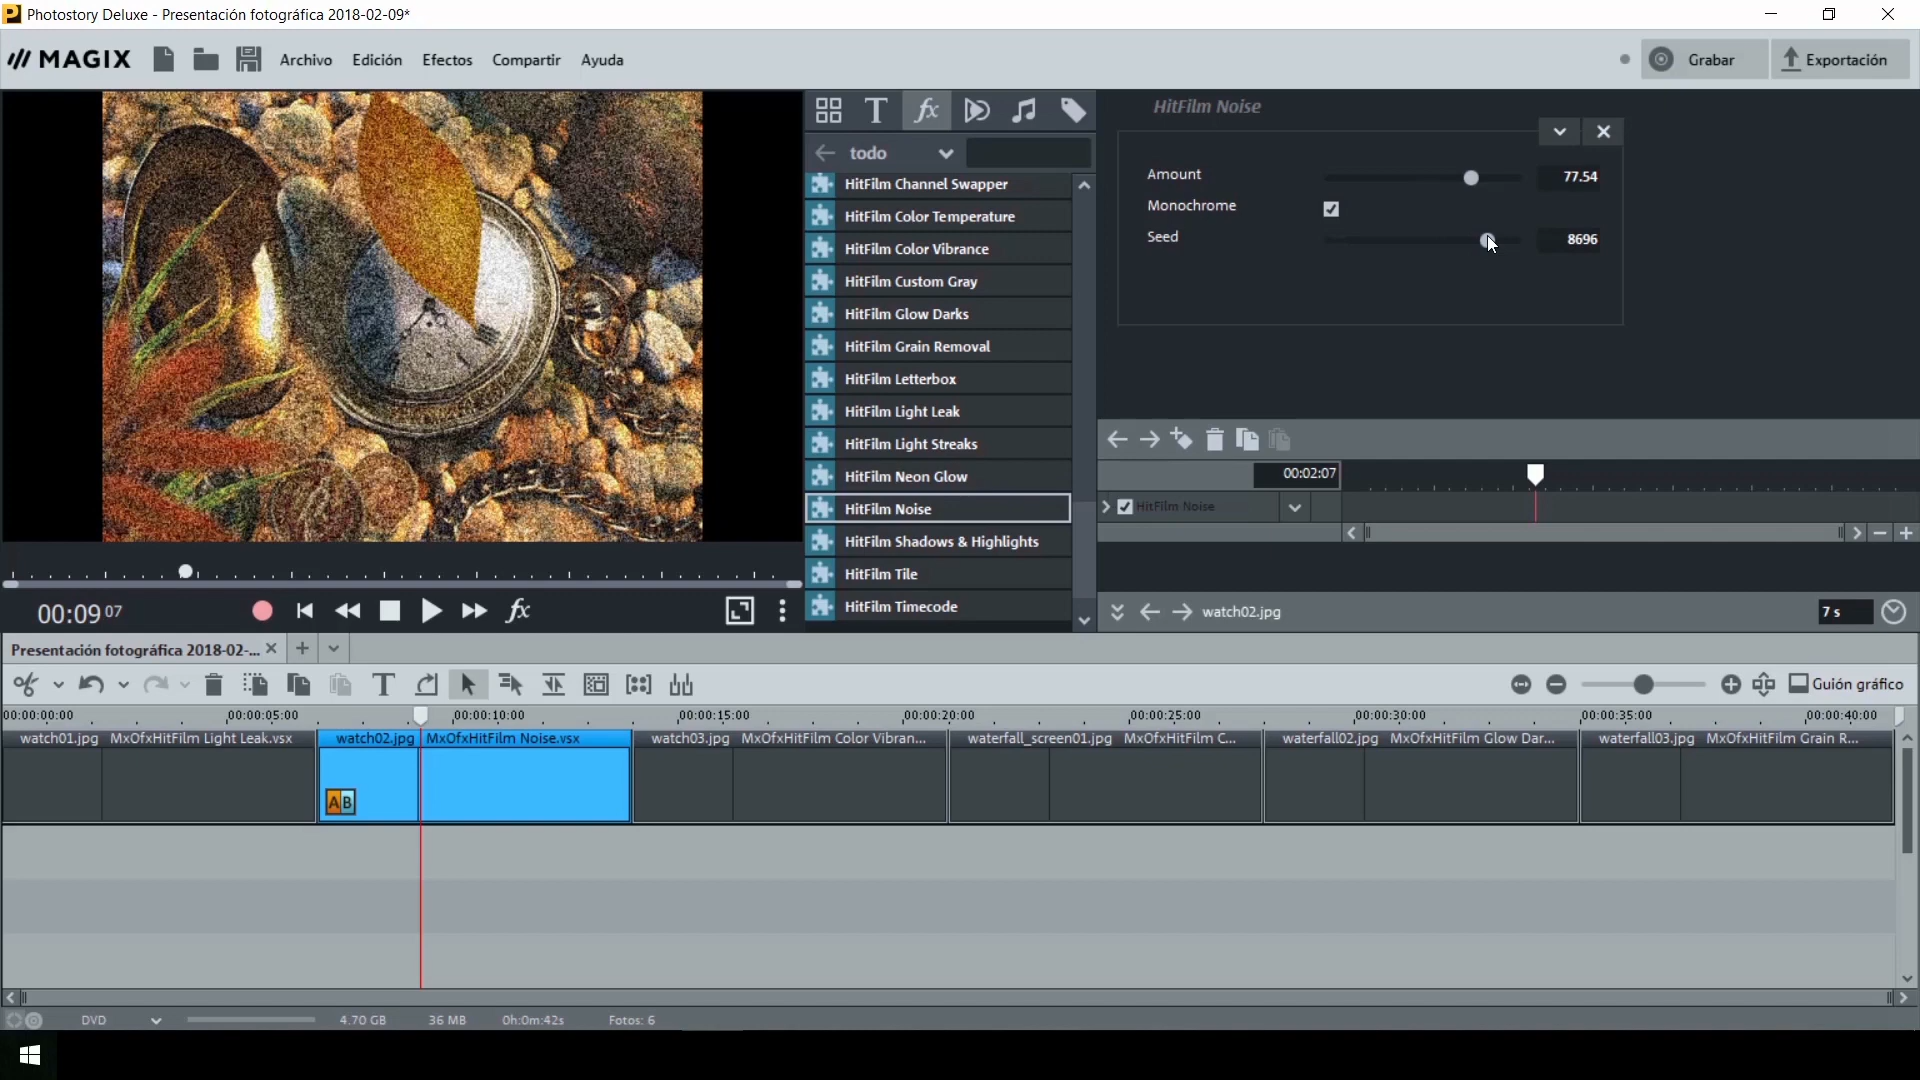 Photostory Deluxe - Presentación fotográfica 2018-02-09*
MAGIX
Archivo
Edición
Efectos
Compartir
Ayuda
Grabar
Exportación
todo
HitFilm Channel Swapper
HitFilm Color Temperature
HitFilm Color Vibrance
HitFilm Custom Gray
HitFilm Glow Darks
HitFilm Grain Removal
HitFilm Letterbox
HitFilm Light Leak
HitFilm Light Streaks
HitFilm Neon Glow
HitFilm Noise
HitFilm Shadows & Highlights
HitFilm Tile
HitFilm Timecode
HitFilm Noise
Amount
77.54
Monochrome
Seed
8696
00:02:07
HitFilm Noise
watch02.jpg
7 s
00:09 07
Presentación fotográfica 2018-02-...
Guión gráfico
00:00:00:00
00:00:05:00
00:00:10:00
00:00:15:00
00:00:20:00
00:00:25:00
00:00:30:00
00:00:35:00
00:00:40:00
watch01.jpg MxOfxHitFilm Light Leak.vsx
watch02.jpg MxOfxHitFilm Noise.vsx
watch03.jpg MxOfxHitFilm Color Vibran...
waterfall_screen01.jpg MxOfxHitFilm C...
waterfall02.jpg MxOfxHitFilm Glow Dar...
waterfall03.jpg MxOfxHitFilm Grain R...
AB
DVD
4.70 GB
36 MB
0h:0m:42s
Fotos: 6